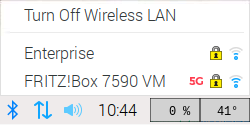 Turn Off Wireless LAN
Enterprise
FRITZ!Box 7590 VM 5G
10:44 0 % 41°